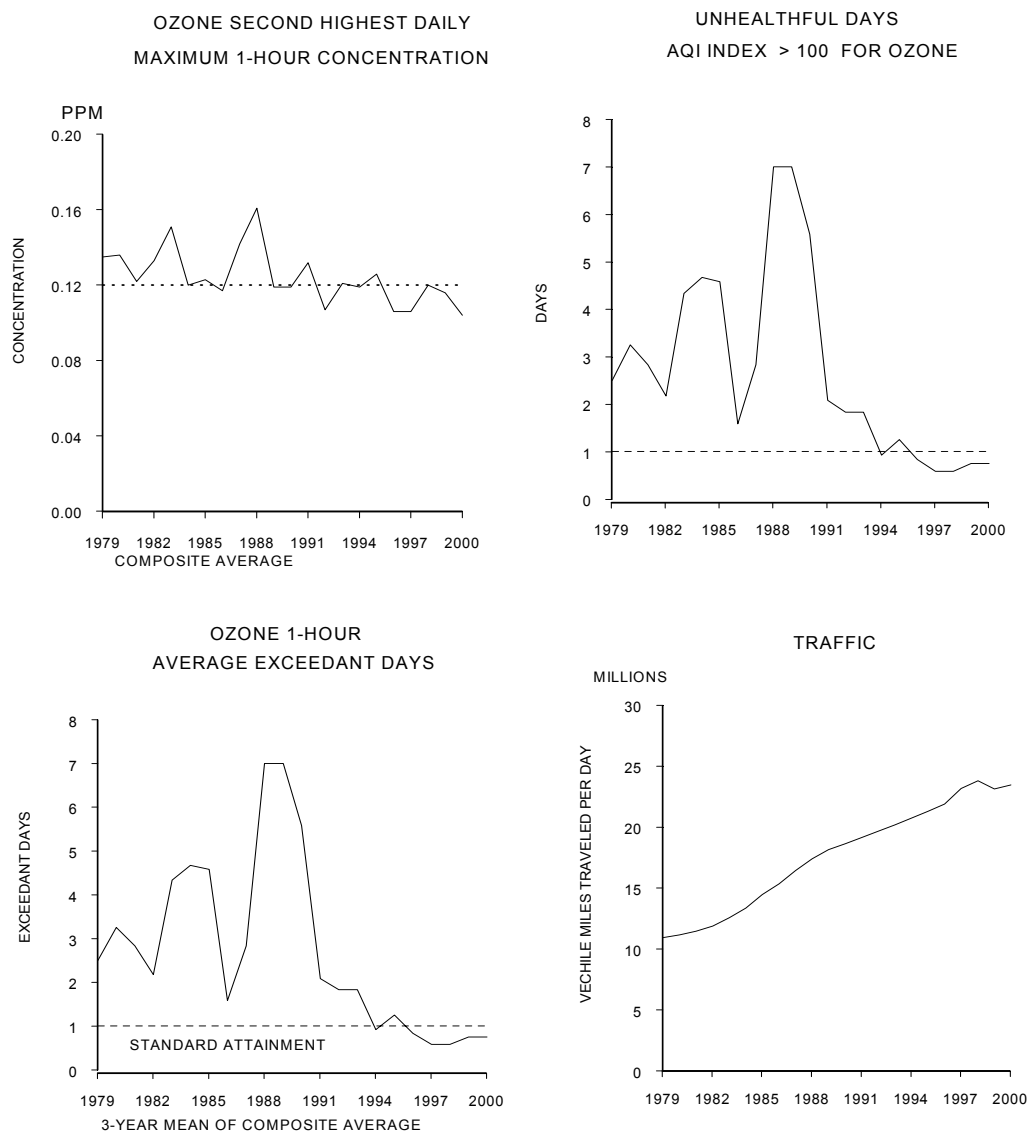 OZONE SECOND HIGHEST DAILY
MAXIMUM 1-HOUR CONCENTRATION
PPM
0.20
0.16
0.12
0.08
0.04
0.00
CONCENTRATION
1979 1982 1985 1988 1991 1994 1997 2000
COMPOSITE AVERAGE
UNHEALTHFUL DAYS
AQI INDEX > 100 FOR OZONE
8
7
6
5
4
3
2
1
0
DAYS
1979 1982 1985 1988 1991 1994 1997 2000
OZONE 1-HOUR
AVERAGE EXCEEDANT DAYS
8
7
6
5
4
3
2
1
0
EXCEEDANT DAYS
STANDARD ATTAINMENT
1979 1982 1985 1988 1991 1994 1997 2000
3-YEAR MEAN OF COMPOSITE AVERAGE
TRAFFIC
MILLIONS
30
25
20
15
10
5
0
VECHILE MILES TRAVELED PER DAY
1979 1982 1985 1988 1991 1994 1997 2000